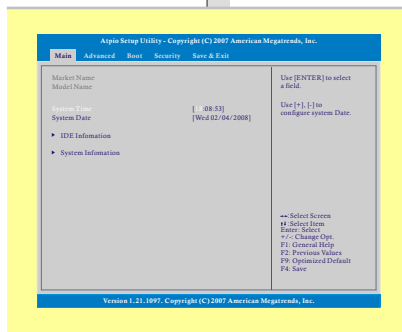 Atpio Setup Utility - Copyright (C) 2007 American Megatrends, Inc.
Main Advanced Boot Security Save & Exit
Market Name
Model Name
System Time [ :08:53]
System Date [Wed 02/04/2008]
IDE Infomation
System Infomation
Use [ENTER] to select
a field.
Use [+], [-] to
configure system Date.
↔:Select Screen
↑↓:Select Item
Enter: Select
+/-: Change Opt.
F1: General Help
F2: Previous Values
F9: Optimized Default
F4: Save
Version 1.21.1097. Copyright (C) 2007 American Megatrends, Inc.